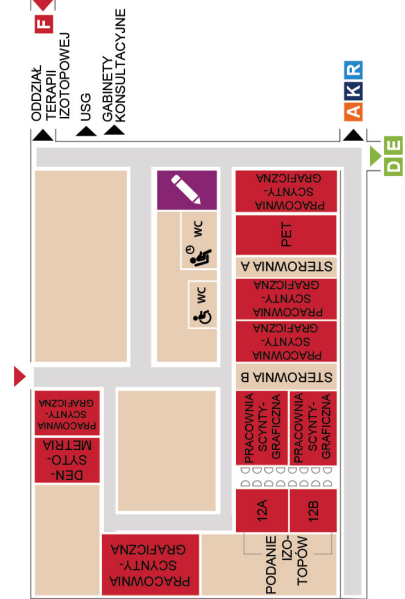 F
ODDZIAŁ
TERAPII
IZOTOPOWEJ
USG
GABINETY
KONSULTACYJNE
A K R
D E
PRACOWNIA
SCYNTY-
GRAFICZNA
PET
STEROWNIA A
PRACOWNIA
SCYNTY-
GRAFICZNA
PRACOWNIA
SCYNTY-
GRAFICZNA
STEROWNIA B
PRACOWNIA
SCYNTY-
GRAFICZNA
PRACOWNIA
SCYNTY-
GRAFICZNA
12A
12B
PODANIE
IZO-
TOPÓW
WC
WC
PRACOWNIA
SCYNTY-
GRAFICZNA
DEN-
SYTO-
METRIA
PRACOWNIA
SCYNTY-
GRAFICZNA